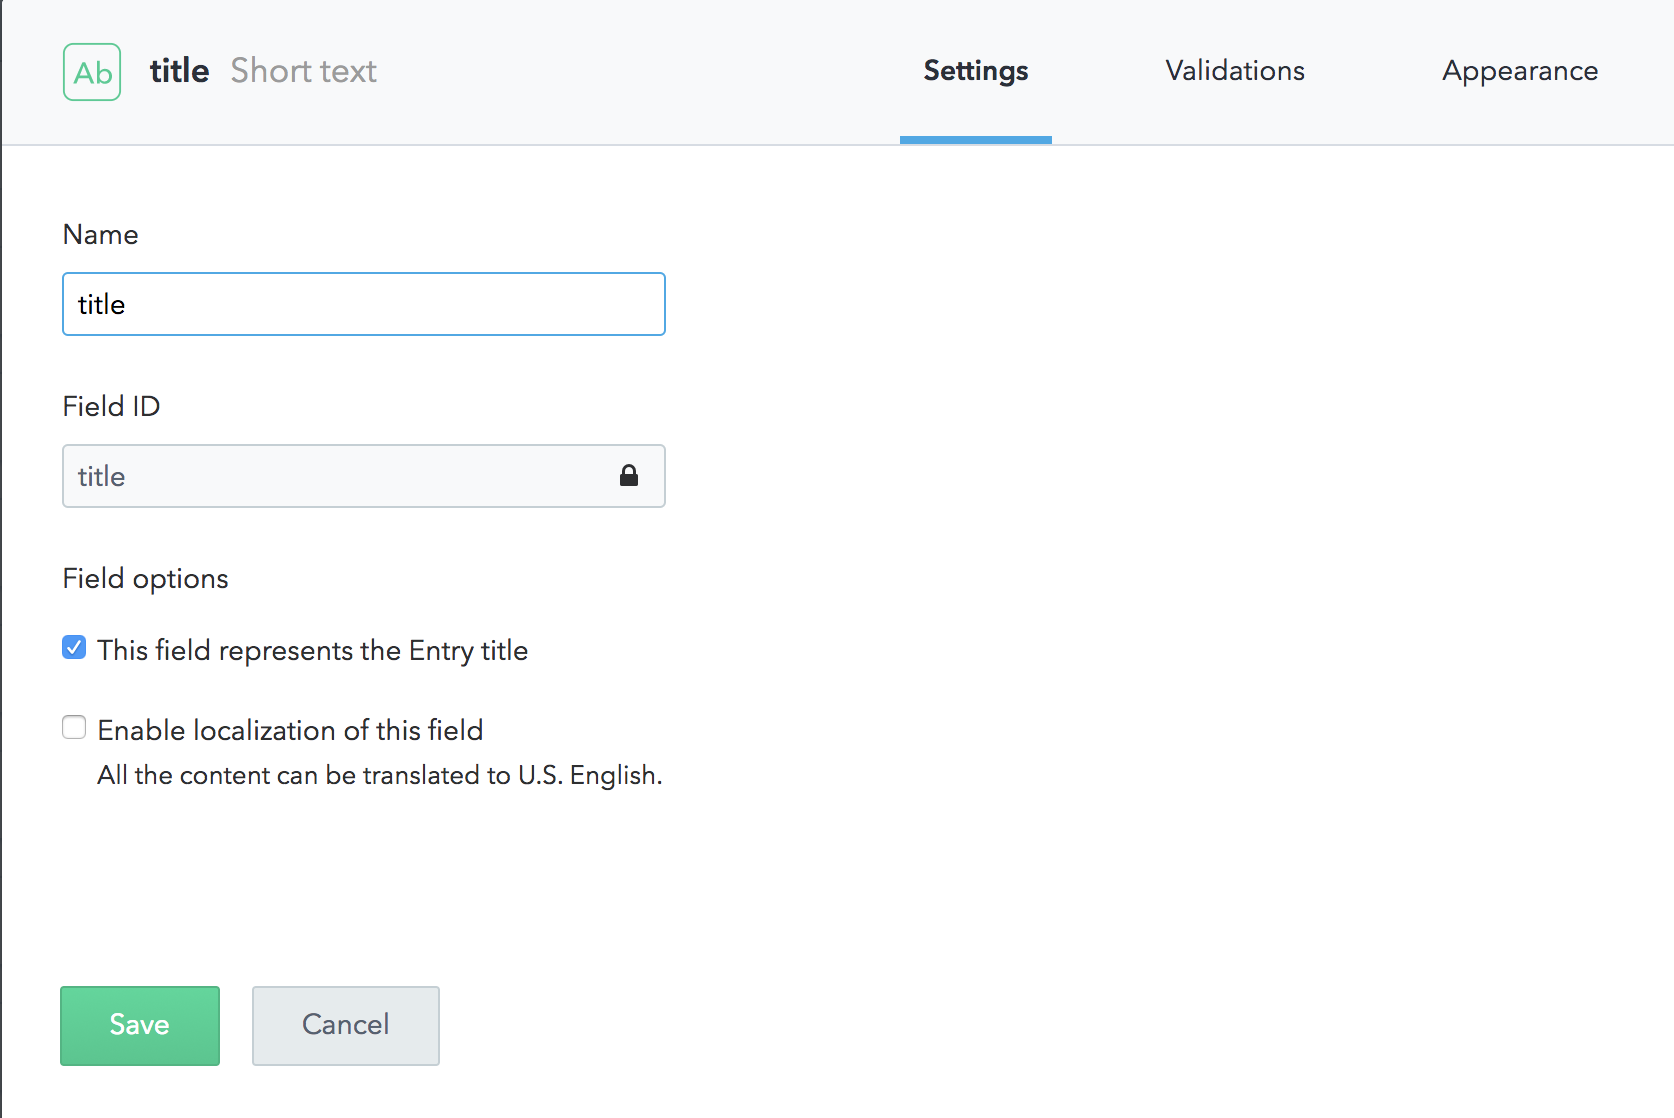 Ab title Short text Settings Validations Appearance
Name
title
Field ID
title
Field options
This field represents the Entry title
Enable localization of this field
All the content can be translated to U.S. English.
Save Cancel